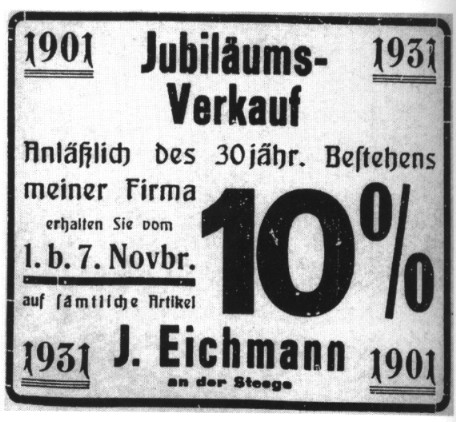 1901 Jubiläums- 1931
Verkauf
Anläßlich des 30jähr. Bestehens
meiner Firma
erhalten Sie vom
1. b. 7. Novbr.
auf sämtliche Artikel
10%
1931 J. Eichmann 1901
an der Steege